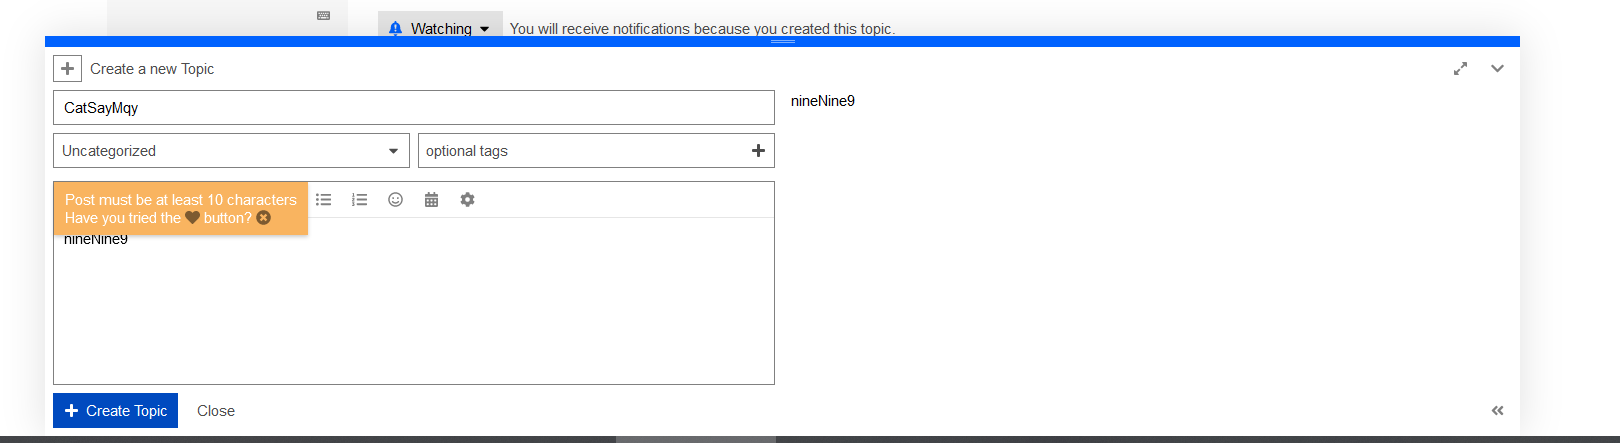 Watching You will receive notifications because you created this topic.
Create a new Topic
CatSayMqy
nineNine9
Uncategorized
optional tags
Post must be at least 10 characters
Have you tried the ♥ button?
nineNine9
Create Topic Close